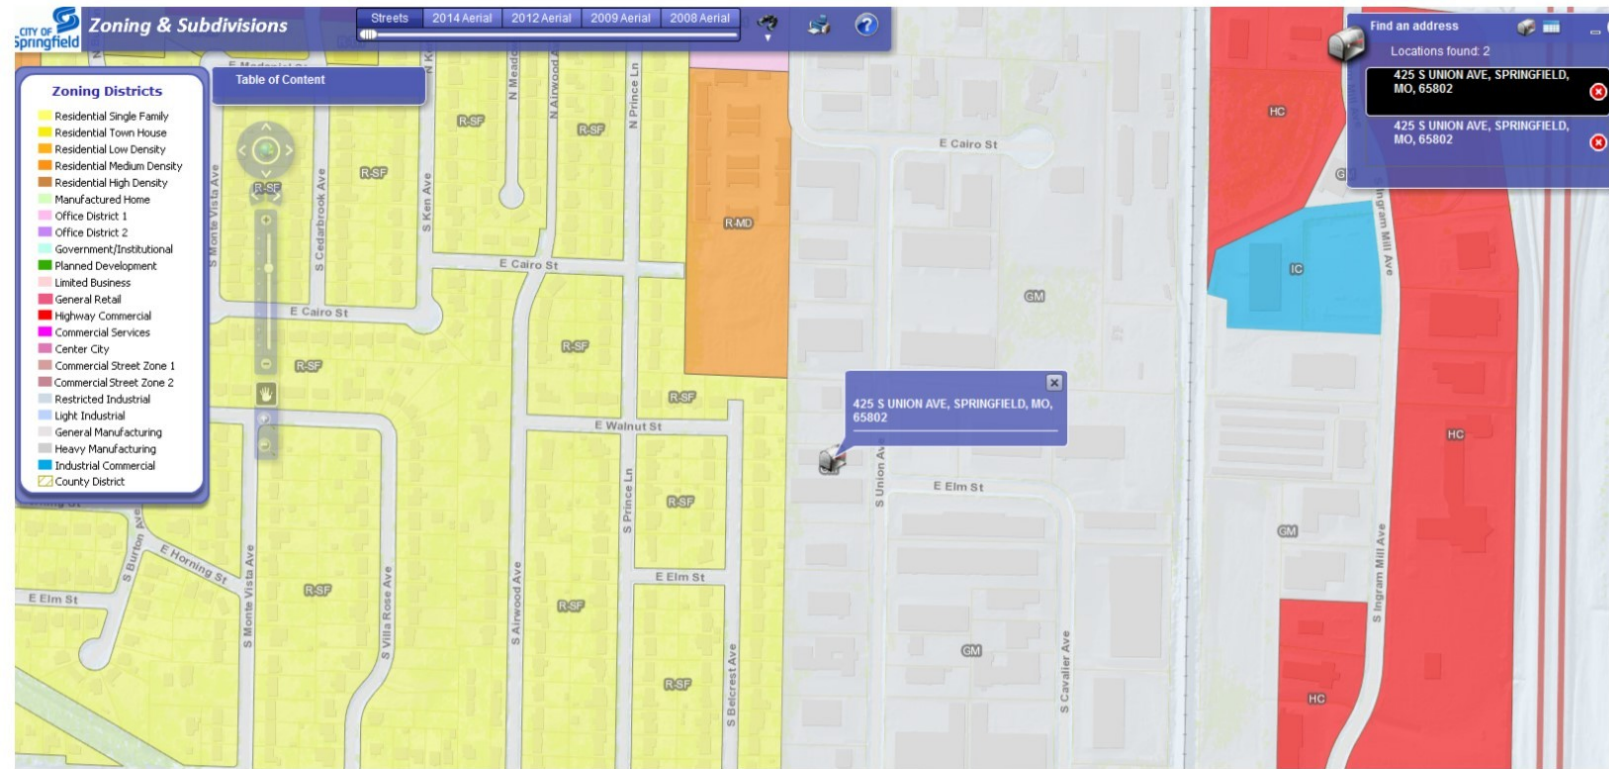 CITY OF
Springfield
Zoning & Subdivisions
Streets
2014 Aerial
2012 Aerial
2009 Aerial
2008 Aerial
?
Find an address
Locations found: 2
425 S UNION AVE, SPRINGFIELD,
MO, 65802
425 S UNION AVE, SPRINGFIELD,
MO, 65802
Table of Content
Zoning Districts
Residential Single Family
Residential Town House
Residential Low Density
Residential Medium Density
Residential High Density
Manufactured Home
Office District 1
Office District 2
Government/Institutional
Planned Development
Limited Business
General Retail
Highway Commercial
Commercial Services
Center City
Commercial Street Zone 1
Commercial Street Zone 2
Restricted Industrial
Light Industrial
General Manufacturing
Heavy Manufacturing
Industrial Commercial
County District
425 S UNION AVE, SPRINGFIELD, MO,
65802
N Prince Ln
S Monte Vista Ave
S Cedarbrook Ave
S Ken Ave
R-SF
R-SF
R-SF
R-SF
R-MD
HC
E Cairo St
E Cairo St
E Cairo St
S Ingram Mill Ave
IC
GM
R-SF
R-SF
R-SF
E Walnut St
HC
S Prince Ln
S Union Ave
E Elm St
R-SF
GM
S Burton Ave
E Horning St
E Elm St
E Elm St
R-SF
R-SF
S Monte Vista Ave
S Villa Rose Ave
S Airwood Ave
S Ingram Mill Ave
GM
R-SF
S Belcrest Ave
S Cavalier Ave
HC